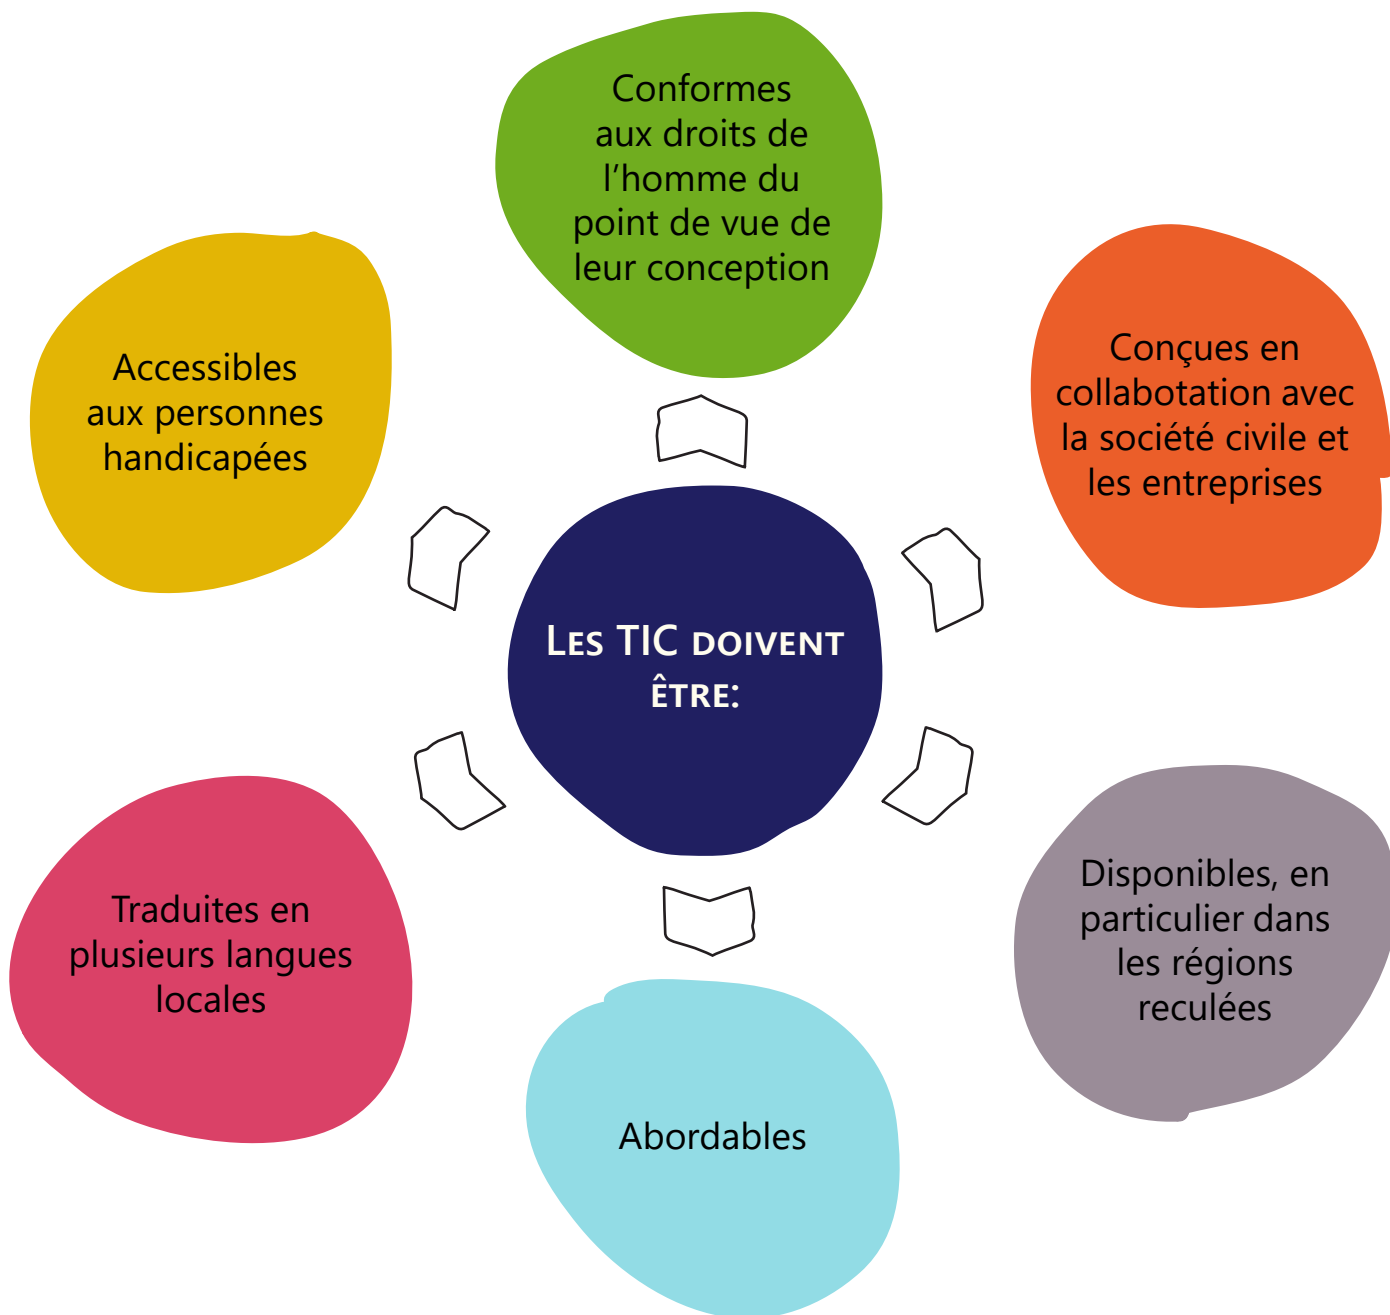 Conformes
aux droits de
l'homme du
point de vue de
leur conception
Accessibles
aux personnes
handicapées
Conçues en
collabotation avec
la société civile et
les entreprises
Les TIC doivent
être:
Traduites en
plusieurs langues
locales
Disponibles, en
particulier dans
les régions
reculées
Abordables